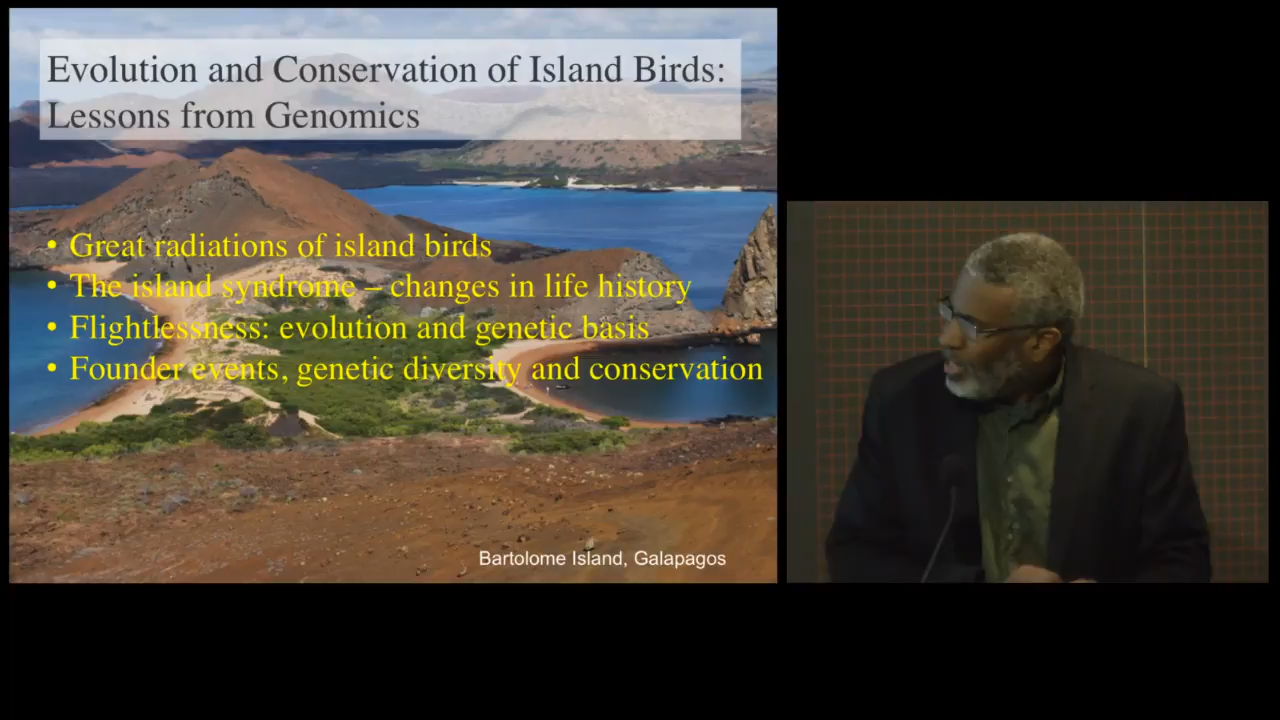 Evolution and Conservation of Island Birds:
Lessons from Genomics
• Great radiations of island birds
• The island syndrome – changes in life history
• Flightlessness: evolution and genetic basis
• Founder events, genetic diversity and conservation
Bartolome Island, Galapagos